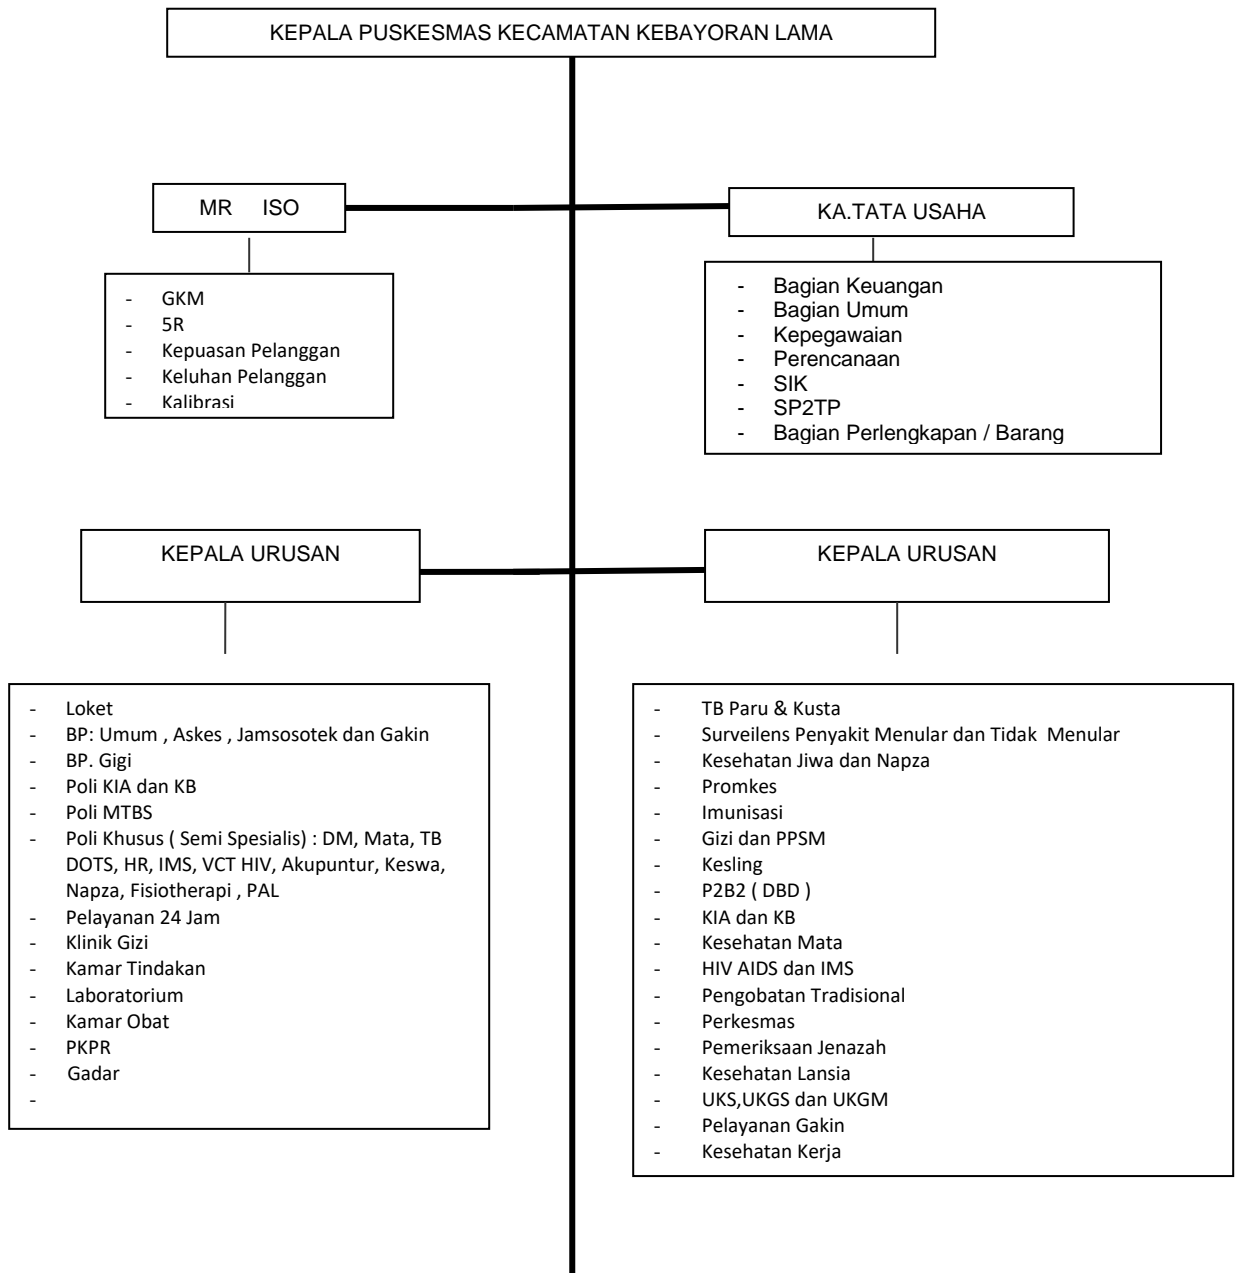 KEPALA PUSKESMAS KECAMATAN KEBAYORAN LAMA
MR ISO
KA.TATA USAHA
- GKM
- 5R
- Kepuasan Pelanggan
- Keluhan Pelanggan
- Kalibrasi
- Bagian Keuangan
- Bagian Umum
- Kepegawaian
- Perencanaan
- SIK
- SP2TP
- Bagian Perlengkapan / Barang
KEPALA URUSAN
KEPALA URUSAN
- Loket
- BP: Umum , Askes , Jamsosotek dan Gakin
- BP. Gigi
- Poli KIA dan KB
- Poli MTBS
- Poli Khusus ( Semi Spesialis) : DM, Mata, TB
DOTS, HR, IMS, VCT HIV, Akupuntur, Keswa,
Napza, Fisiotherapi , PAL
- Pelayanan 24 Jam
- Klinik Gizi
- Kamar Tindakan
- Laboratorium
- Kamar Obat
- PKPR
- Gadar
-
- TB Paru & Kusta
- Surveilens Penyakit Menular dan Tidak Menular
- Kesehatan Jiwa dan Napza
- Promkes
- Imunisasi
- Gizi dan PPSM
- Kesling
- P2B2 ( DBD )
- KIA dan KB
- Kesehatan Mata
- HIV AIDS dan IMS
- Pengobatan Tradisional
- Perkesmas
- Pemeriksaan Jenazah
- Kesehatan Lansia
- UKS,UKGS dan UKGM
- Pelayanan Gakin
- Kesehatan Kerja